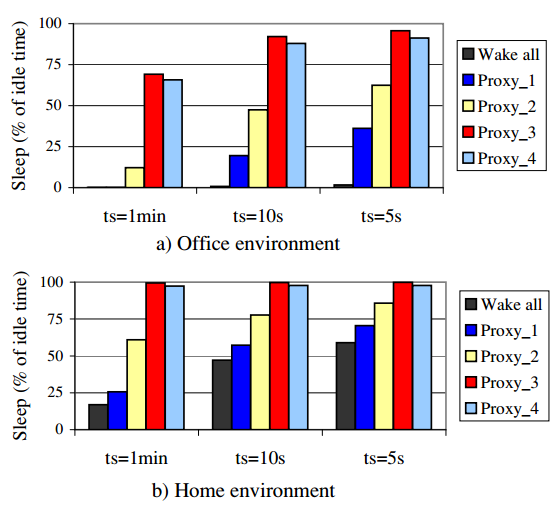 Sleep (% of idle time)
100
75
50
25
0
ts=1min ts=10s ts=5s
Wake all
Proxy_1
Proxy_2
Proxy_3
Proxy_4
a) Office environment
Sleep (% of idle time)
100
75
50
25
0
ts=1min ts=10s ts=5s
Wake all
Proxy_1
Proxy_2
Proxy_3
Proxy_4
b) Home environment